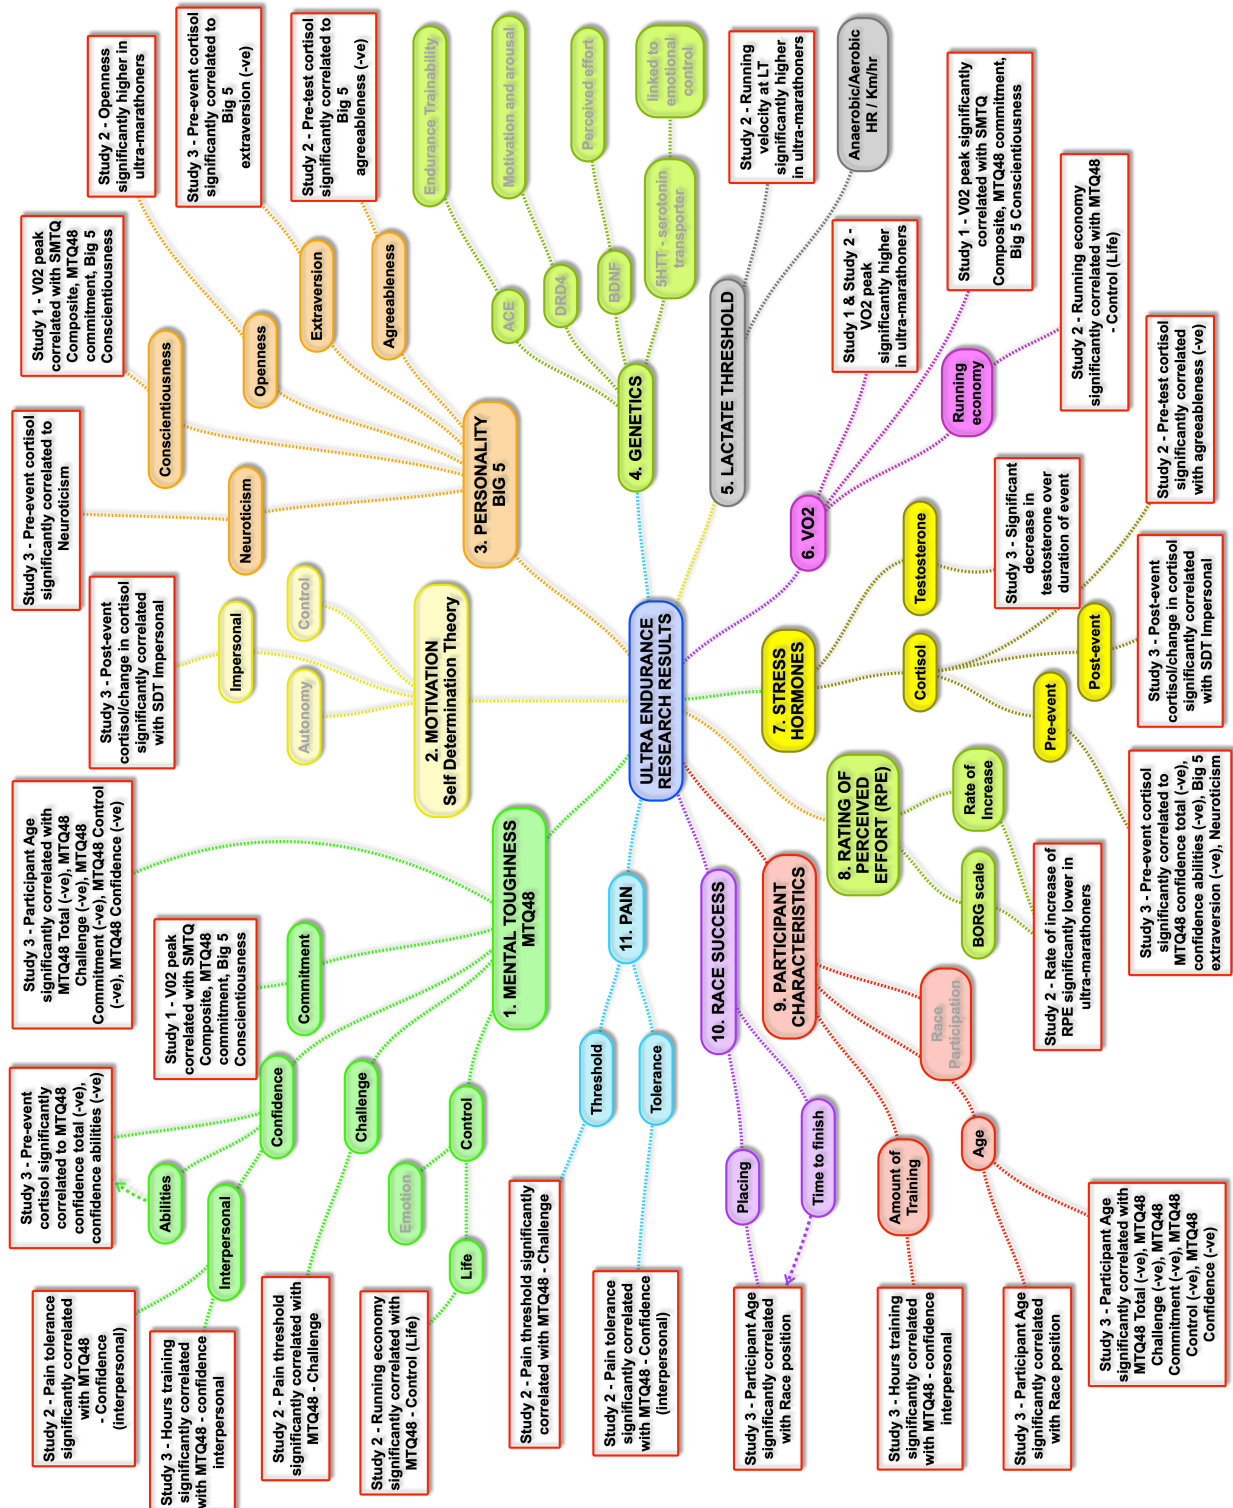 ULTRA ENDURANCE
RESEARCH RESULTS
1. MENTAL TOUGHNESS
MTQ48
Study 3 - Participant Age
significantly correlated with
MTQ48 Total (-ve), MTQ48
Challenge (-ve), MTQ48
Commitment (-ve), MTQ48 Control
(-ve), MTQ48 Confidence (-ve)
Commitment
Study 1 - V02 peak
correlated with SMTQ
Composite, MTQ48
commitment, Big 5
Conscientiousness
Confidence
Study 3 - Pre-event
cortisol significantly
correlated to MTQ48
confidence total (-ve),
confidence abilities (-ve)
Abilities
Interpersonal
Study 2 - Pain tolerance
significantly correlated
with MTQ48
- Confidence
(interpersonal)
Study 3 - Hours training
significantly correlated
with MTQ48 - confidence
interpersonal
Challenge
Study 2 - Pain threshold
significantly correlated with
MTQ48 - Challenge
Control
Emotion
Life
Study 2 - Running economy
significantly correlated with
MTQ48 - Control (Life)
2. MOTIVATION
Self Determination Theory
Autonomy
Impersonal
Control
Study 3 - Post-event
cortisol/change in cortisol
significantly correlated
with SDT Impersonal
3. PERSONALITY
BIG 5
Neuroticism
Study 3 - Pre-event cortisol
significantly correlated to
Neuroticism
Conscientiousness
Study 1 - V02 peak
correlated with SMTQ
Composite, MTQ48
commitment, Big 5
Conscientiousness
Openness
Study 2 - Openness
significantly higher in
ultra-marathoners
Extraversion
Study 3 - Pre-event cortisol
significantly correlated to
Big 5
extraversion (-ve)
Agreeableness
Study 2 - Pre-test cortisol
significantly correlated to
Big 5
agreeableness (-ve)
4. GENETICS
ACE
Endurance Trainability
DRD4
Motivation and arousal
BDNF
Perceived effort
5HTT - serotonin
transporter
linked to
emotional
control
5. LACTATE THRESHOLD
Study 2 - Running
velocity at LT
significantly higher
in ultra-marathoners
Anaerobic/Aerobic
HR / Km/hr
6. VO2
Study 1 & Study 2 -
VO2 peak
significantly higher
in ultra-marathoners
Study 1 - V02 peak significantly
correlated with SMTQ
Composite, MTQ48 commitment,
Big 5 Conscientiousness
Running
economy
Study 2 - Running economy
significantly correlated with MTQ48
- Control (Life)
7. STRESS
HORMONES
Testosterone
Study 3 - Significant
decrease in
testosterone over
duration of event
Cortisol
Study 2 - Pre-test cortisol
significantly correlated
with agreeableness (-ve)
Post-event
Study 3 - Post-event
cortisol/change in cortisol
significantly correlated
with SDT Impersonal
Pre-event
Study 3 - Pre-event cortisol
significantly correlated to
MTQ48 confidence total (-ve),
confidence abilities (-ve), Big 5
extraversion (-ve), Neuroticism
8. RATING OF
PERCEIVED
EFFORT (RPE)
Rate of
Increase
BORG scale
Study 2 - Rate of increase of
RPE significantly lower in
ultra-marathoners
9. PARTICIPANT
CHARACTERISTICS
Race
Participation
Age
Study 3 - Participant Age
significantly correlated with
MTQ48 Total (-ve), MTQ48
Challenge (-ve), MTQ48
Commitment (-ve), MTQ48
Control (-ve), MTQ48
Confidence (-ve)
Study 3 - Participant Age
significantly correlated
with Race position
Amount of
Training
Study 3 - Hours training
significantly correlated
with MTQ48 - confidence
interpersonal
10. RACE SUCCESS
Placing
Time to finish
Study 3 - Participant Age
significantly correlated
with Race position
11. PAIN
Threshold
Study 2 - Pain threshold significantly
correlated with MTQ48 - Challenge
Tolerance
Study 2 - Pain tolerance
significantly correlated
with MTQ48 - Confidence
(interpersonal)